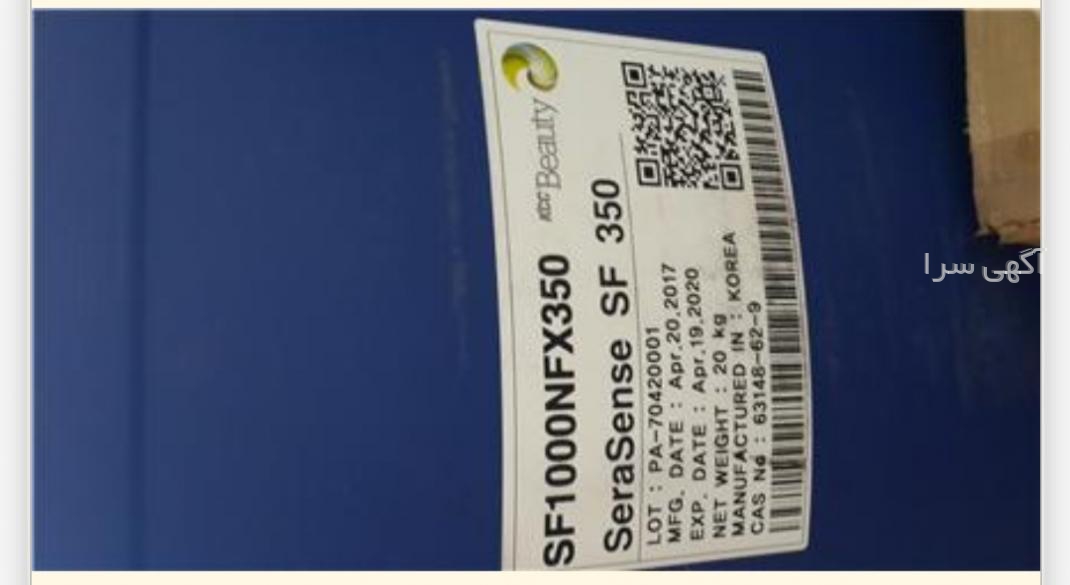 KCC Beauty
SF1000NFX350
SeraSense SF 350
LOT : PA-70420001
MFG. DATE : Apr.20.2017
EXP. DATE : Apr.19.2020
NET WEIGHT : 20 kg
MANUFACTURED IN : KOREA
CAS No : 63148-62-9
آگهی سرا